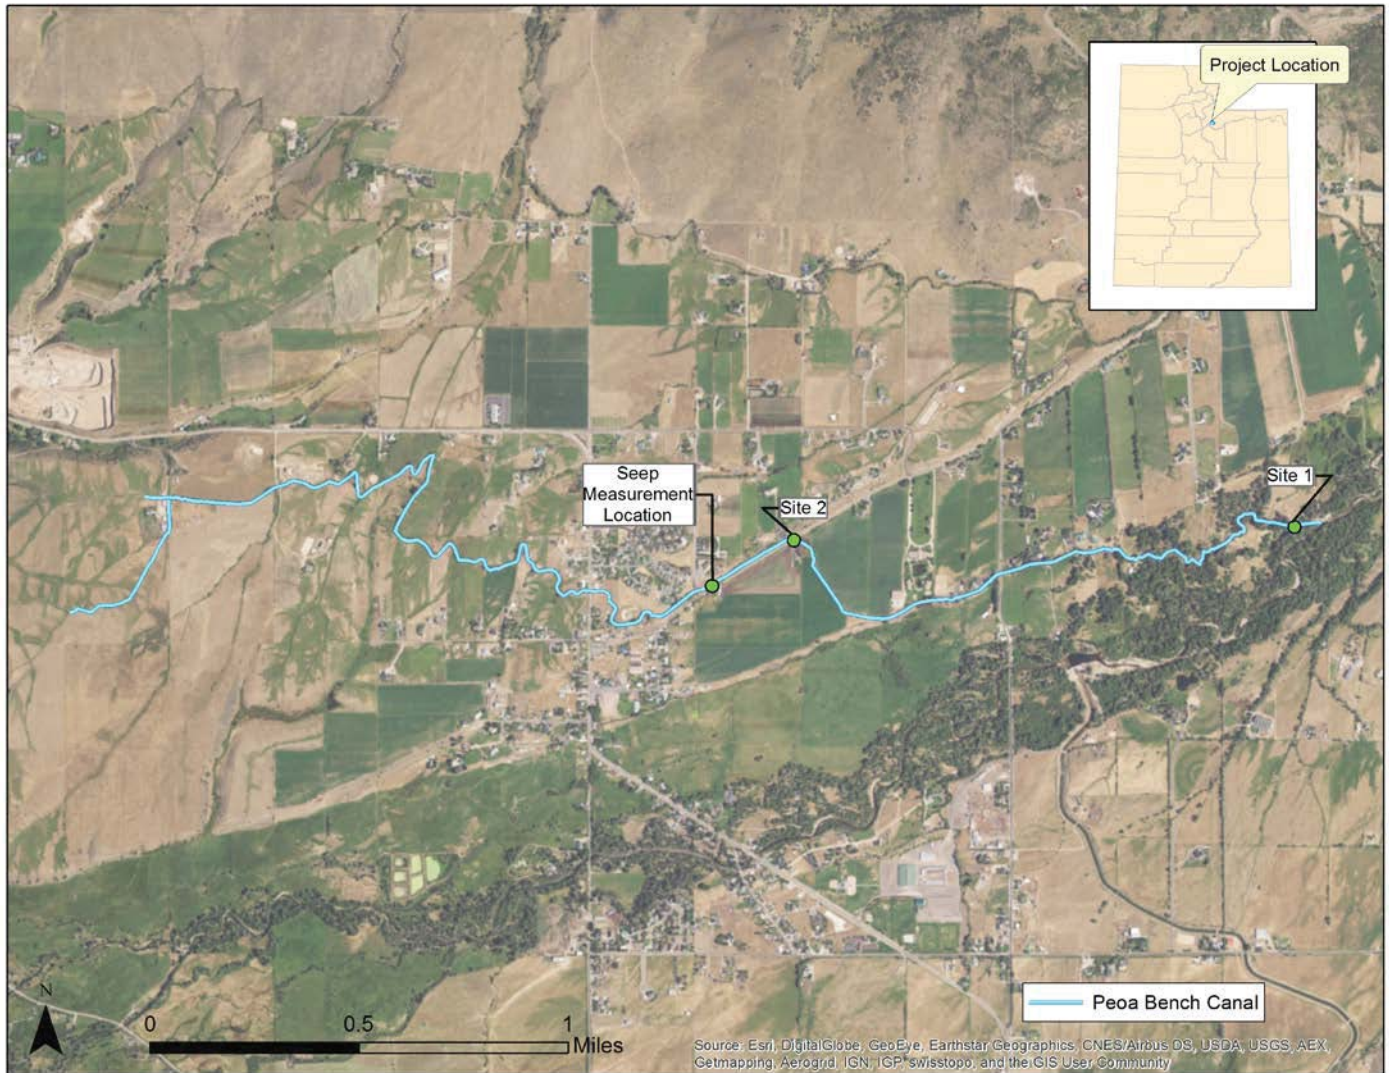 Project Location
Seep
Measurement
Location
Site 2
Site 1
Peoa Bench Canal
N
0
0.5
1
Miles
Source: Esri, DigitalGlobe, GeoEye, Earthstar Geographics, CNES/Airbus DS, USDA, USGS, AEX,
Getmapping, Aerogrid, IGN, IGP, swisstopo, and the GIS User Community